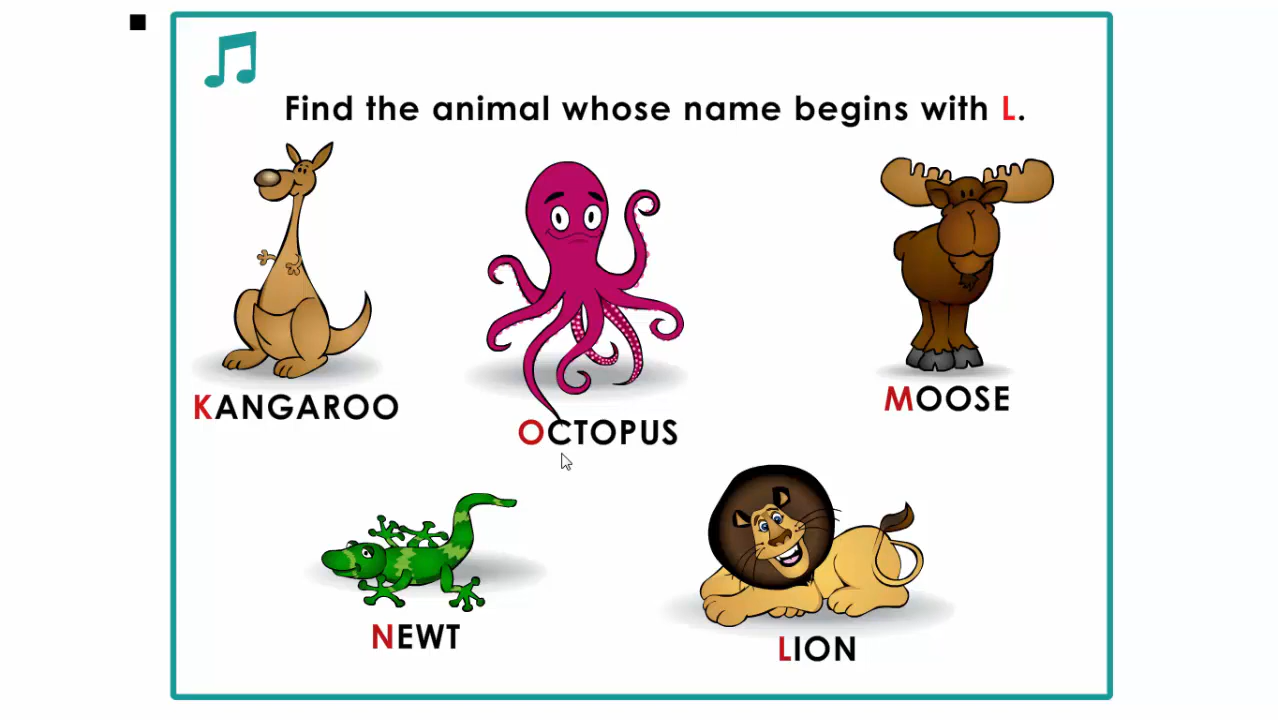 Find the animal whose name begins with L.
KANGAROO
OCTOPUS
MOOSE
NEWT
LION